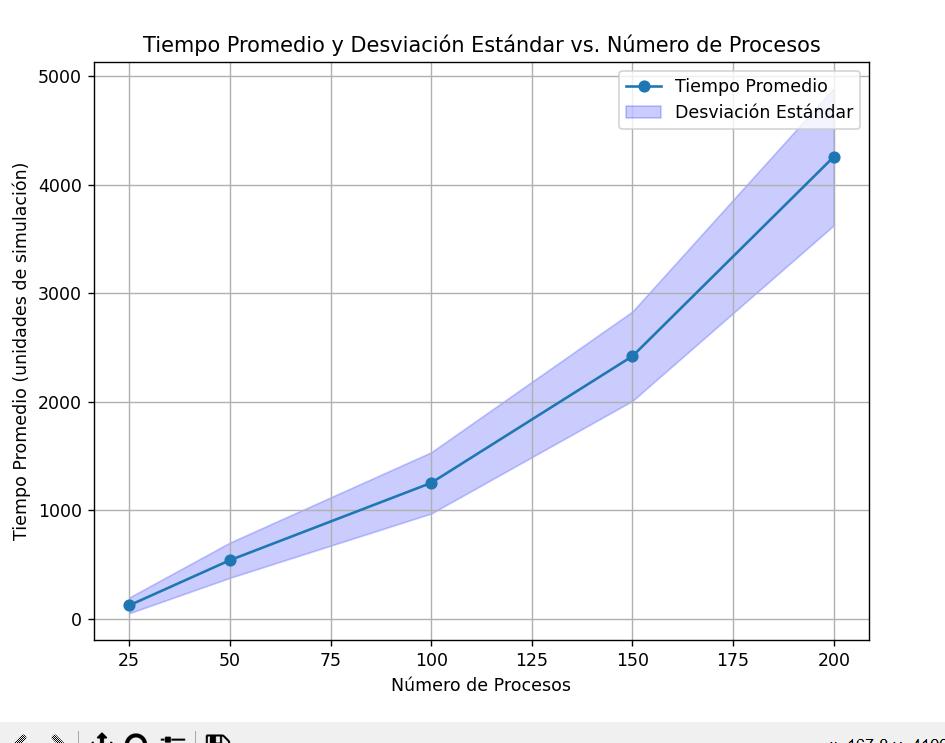 Tiempo Promedio y Desviación Estándar vs. Número de Procesos
Tiempo Promedio
Desviación Estándar
Tiempo Promedio (unidades de simulación)
5000
4000
3000
2000
1000
0
25 50 75 100 125 150 175 200
Número de Procesos